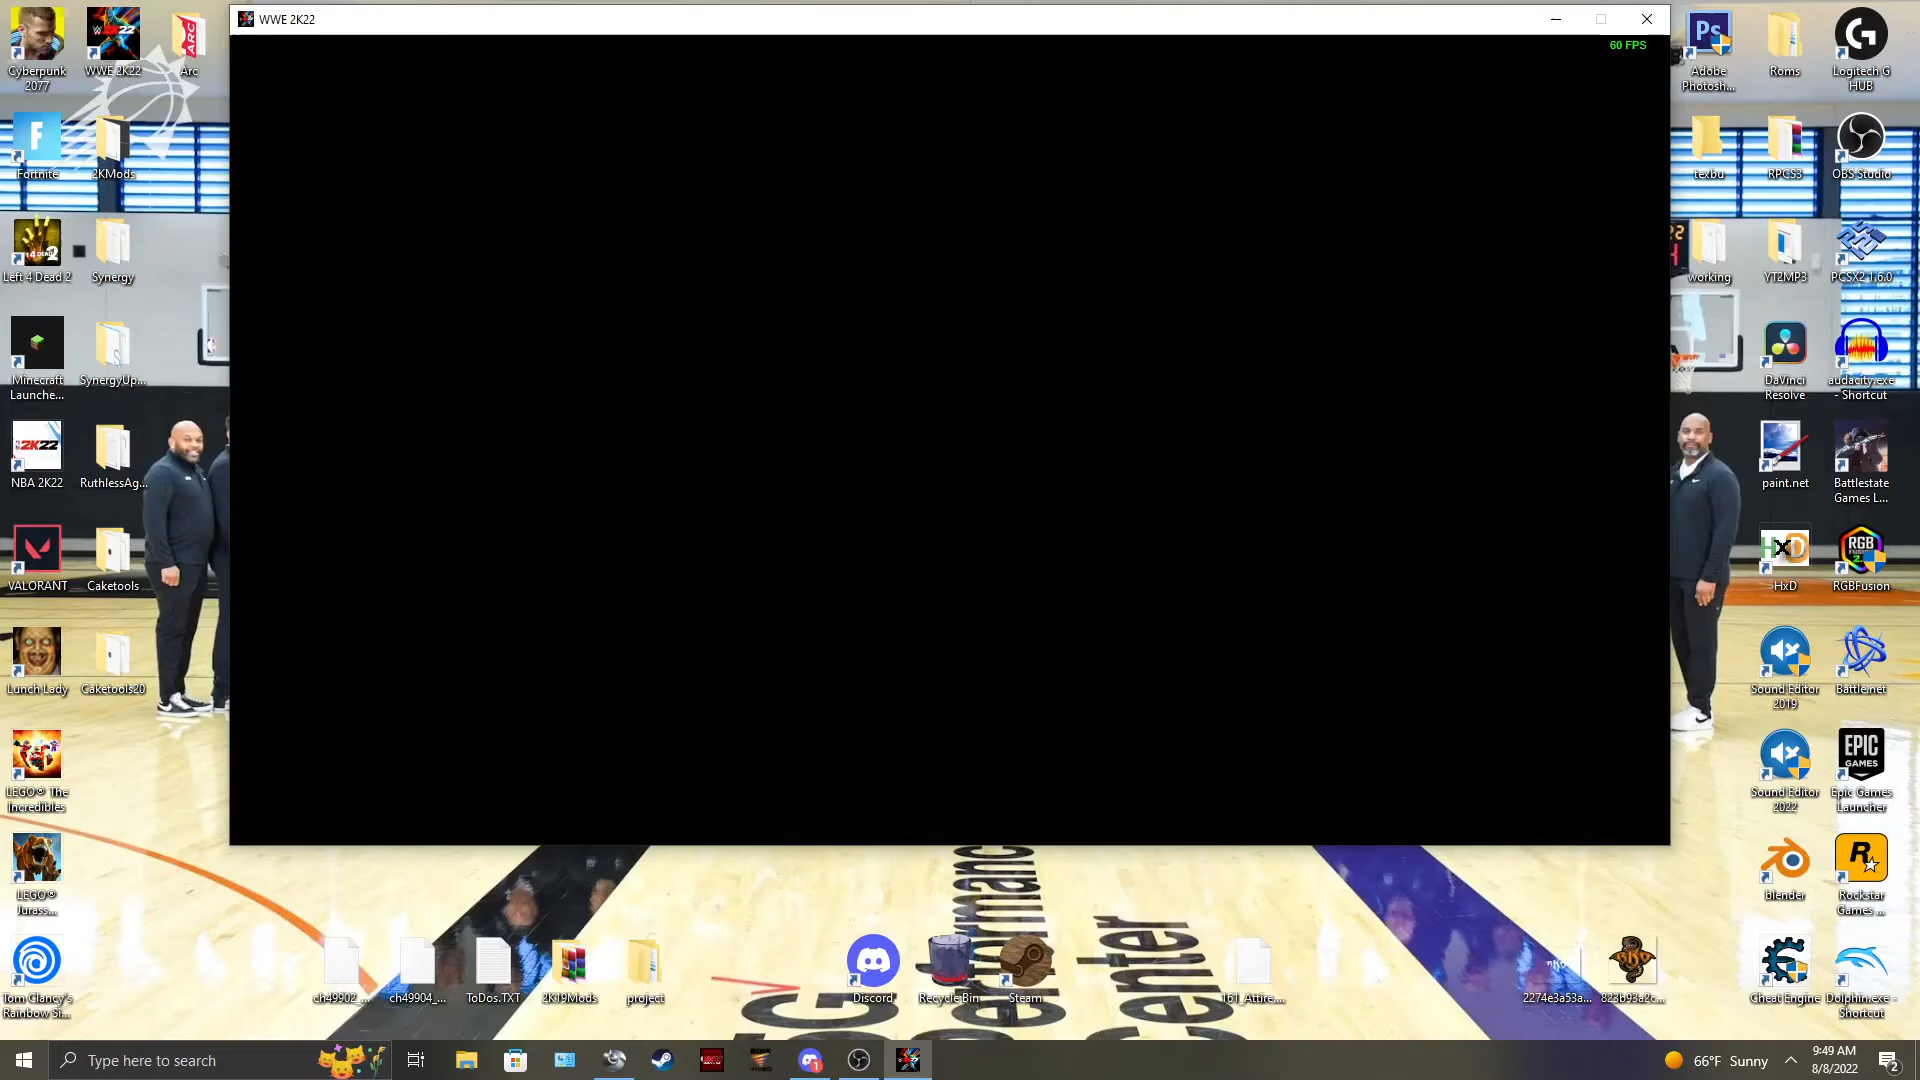 WWE 2K22
60 FPS
Cyberpunk
2077
WWE 2K22
Arc
Fortnite
2KMods
Left 4 Dead 2
Synergy
Minecraft
Launche...
SynergyUp...
NBA 2K22
RuthlessAg...
VALORANT
Caketools
Lunch Lady
Caketools20
LEGO® The
Incredibles
LEGO®
Jurass...
Tom Clancy's
Rainbow Si...
Adobe
Photosh...
Roms
Logitech G
HUB
texbu
RPCS3
OBS Studio
working
YT2MP3
PCSX2 1.6.0
DaVinci
Resolve
audacity.exe
- Shortcut
paint.net
Battlestate
Games L...
HxD
RGBFusion
Sound Editor
2019
Battle.net
Sound Editor
2022
Epic Games
Launcher
blender
Rockstar
Games ...
Cheat Engine
Dolphin.exe -
Shortcut
ch49902_...
ch49904_...
ToDos.TXT
2K19Mods
project
Discord
Recycle Bin
Steam
161_Attire....
2274e3a53a...
823b93a2c...
Center
Type here to search
66°F Sunny
9:49 AM
8/8/2022
2